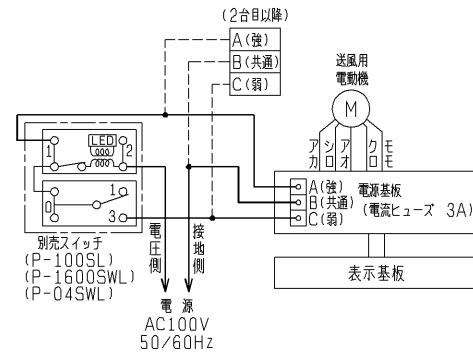 (2台目以降)
A(強)
B(共通)
C(弱)
送風用
電動機
M
アカ
シロ
アオ
クロ
モモ
LED
1
2
0
1
3
A(強)
B(共通)
C(弱)
電源基板
(電流ヒューズ 3A)
表示基板
別売スイッチ
(P-100SL)
(P-1600SWL)
(P-04SWL)
電圧側
接地側
電源
AC100V
50/60Hz